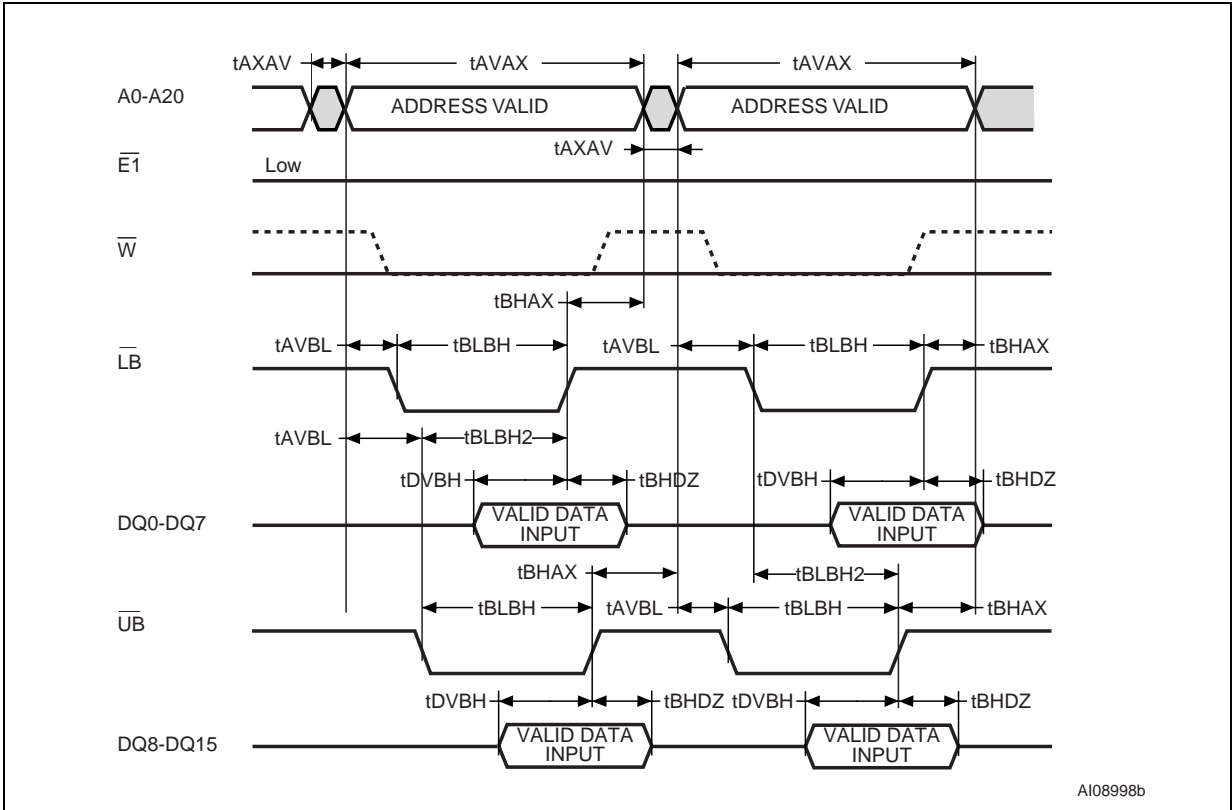 tAXAV tAVAX tAVAX
A0-A20 ADDRESS VALID ADDRESS VALID
tAXAV
E1 Low
W
tBHAX
tAVBL tBLBH tAVBL tBLBH tBHAX
LB
tAVBL tBLBH2
tDVBH tBHDZ tDVBH tBHDZ
DQ0-DQ7 VALID DATA INPUT VALID DATA INPUT
tBHAX tBLBH2
tBLBH tAVBL tBLBH tBHAX
UB
tDVBH tBHDZ tDVBH tBHDZ
DQ8-DQ15 VALID DATA INPUT VALID DATA INPUT
AI08998b